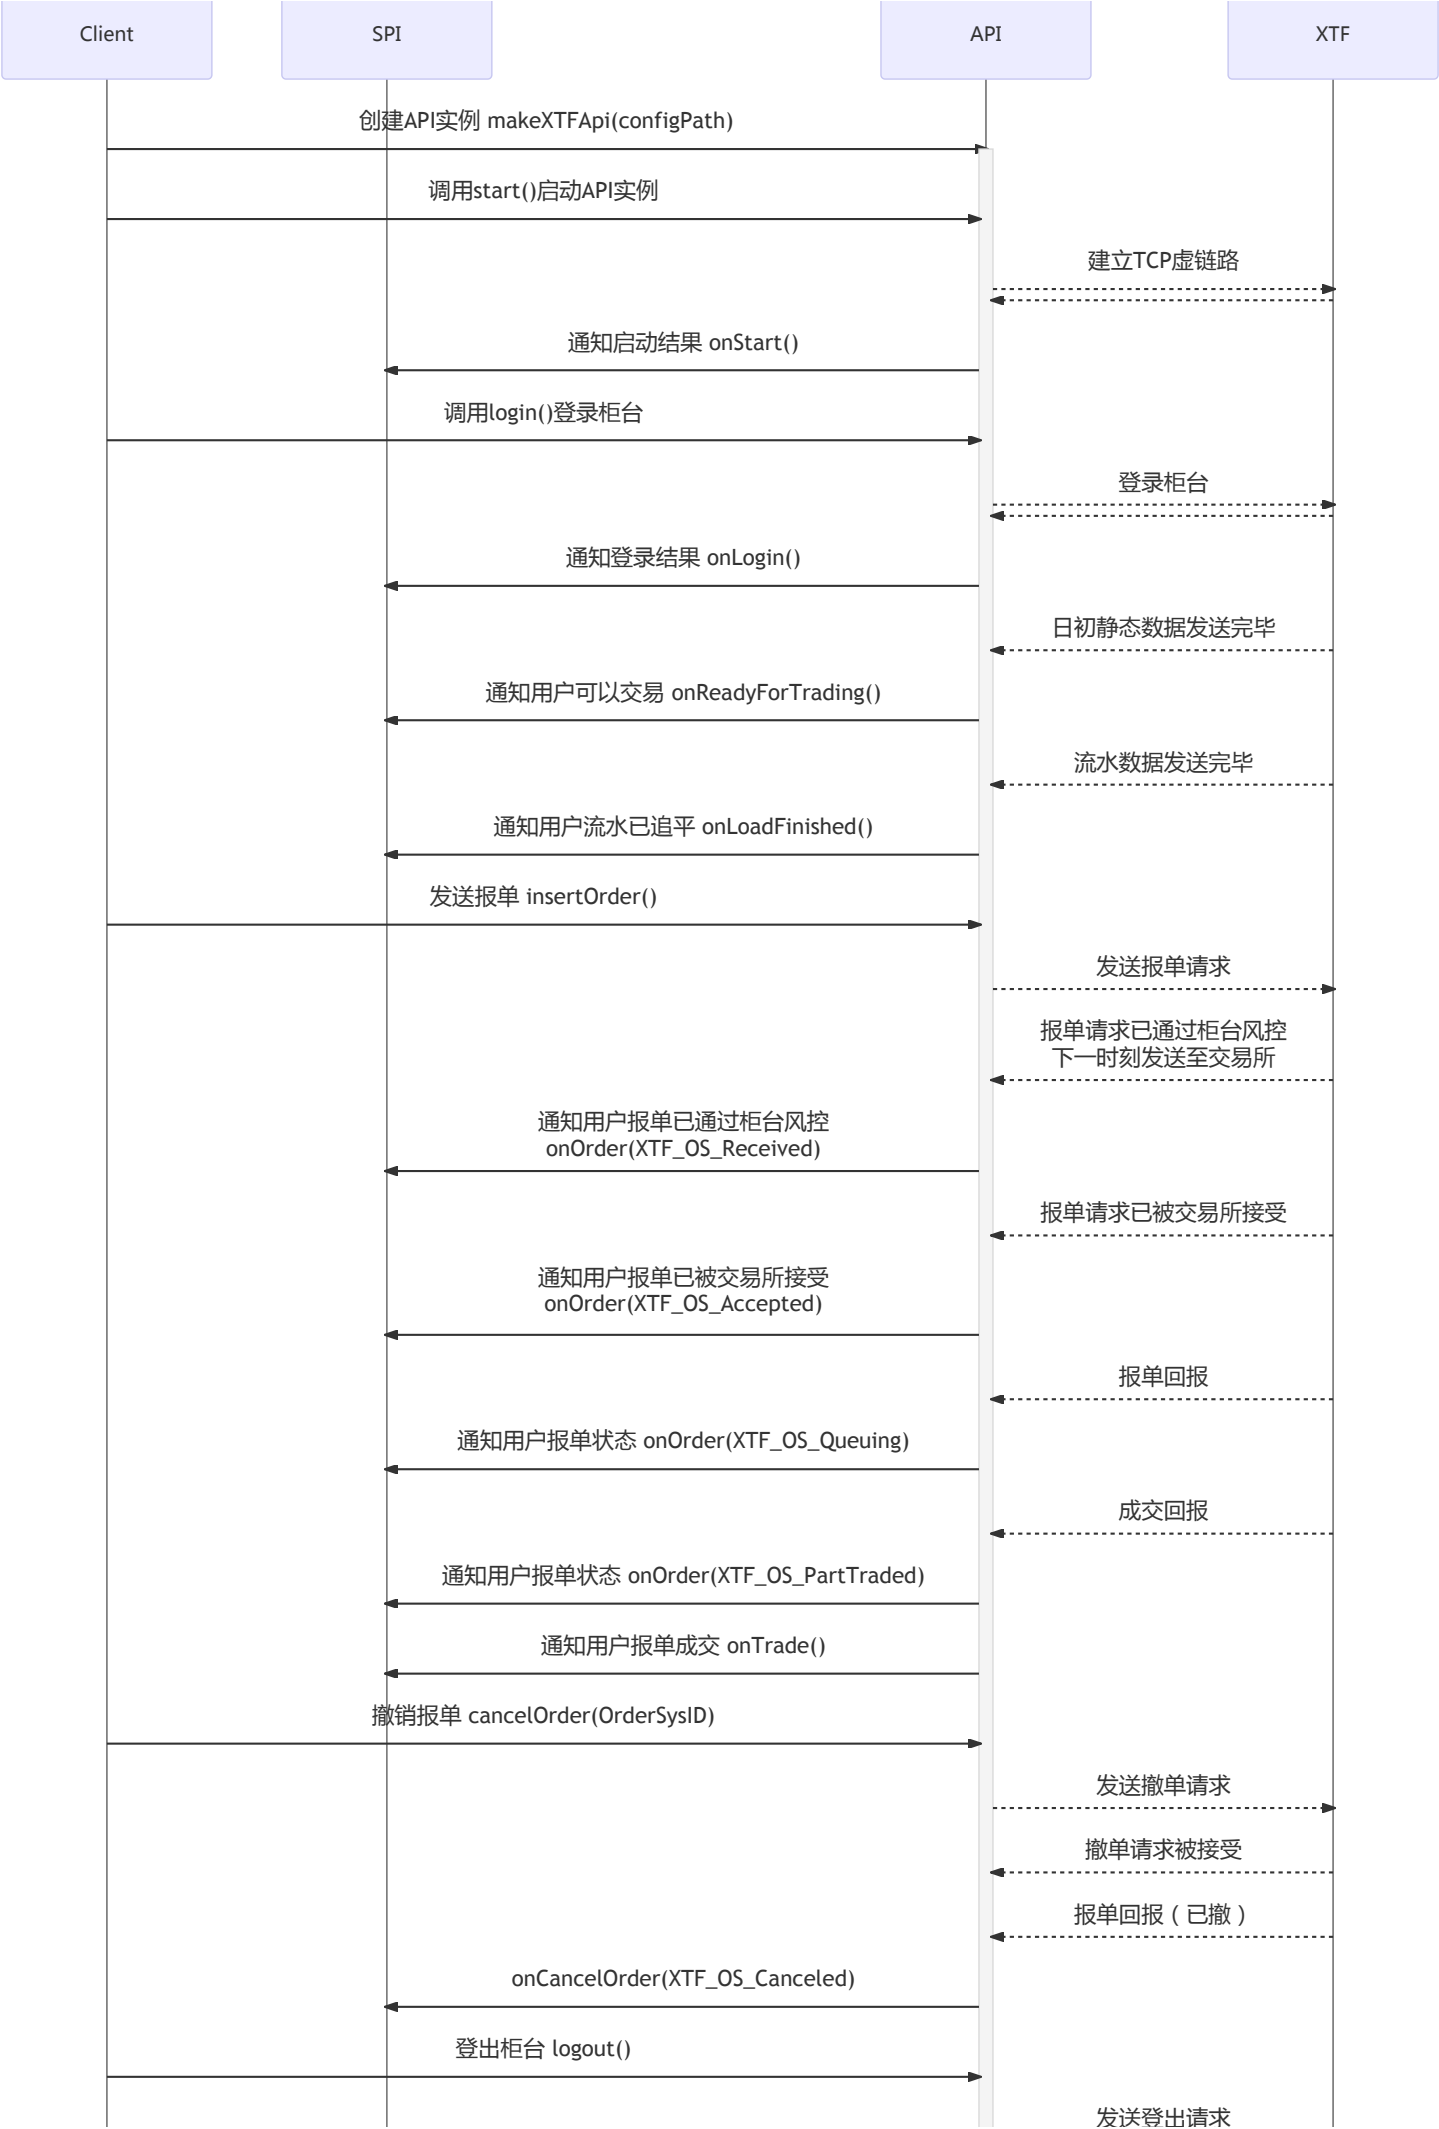 Client
SPI
API
XTF
创建API实例 makeXTFApi(configPath)
调用start()启动API实例
建立TCP虚链路
通知启动结果 onStart()
调用login()登录柜台
登录柜台
通知登录结果 onLogin()
日初静态数据发送完毕
通知用户可以交易 onReadyForTrading()
流水数据发送完毕
通知用户流水已追平 onLoadFinished()
发送报单 insertOrder()
发送报单请求
报单请求已通过柜台风控
下一时刻发送至交易所
通知用户报单已通过柜台风控
onOrder(XTF_OS_Received)
报单请求已被交易所接受
通知用户报单已被交易所接受
onOrder(XTF_OS_Accepted)
报单回报
通知用户报单状态 onOrder(XTF_OS_Queuing)
成交回报
通知用户报单状态 onOrder(XTF_OS_PartTraded)
通知用户报单成交 onTrade()
撤销报单 cancelOrder(OrderSysID)
发送撤单请求
撤单请求被接受
报单回报（已撤）
onCancelOrder(XTF_OS_Canceled)
登出柜台 logout()
发送登出请求